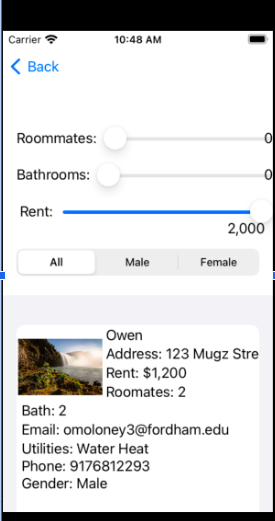 Carrier 10:48 AM
Back
Roommates: 0
Bathrooms: 0
Rent:
2,000
All Male Female
Owen
Address: 123 Mugz Stre
Rent: $1,200
Roomates: 2
Bath: 2
Email: omoloney3@fordham.edu
Utilities: Water Heat
Phone: 9176812293
Gender: Male